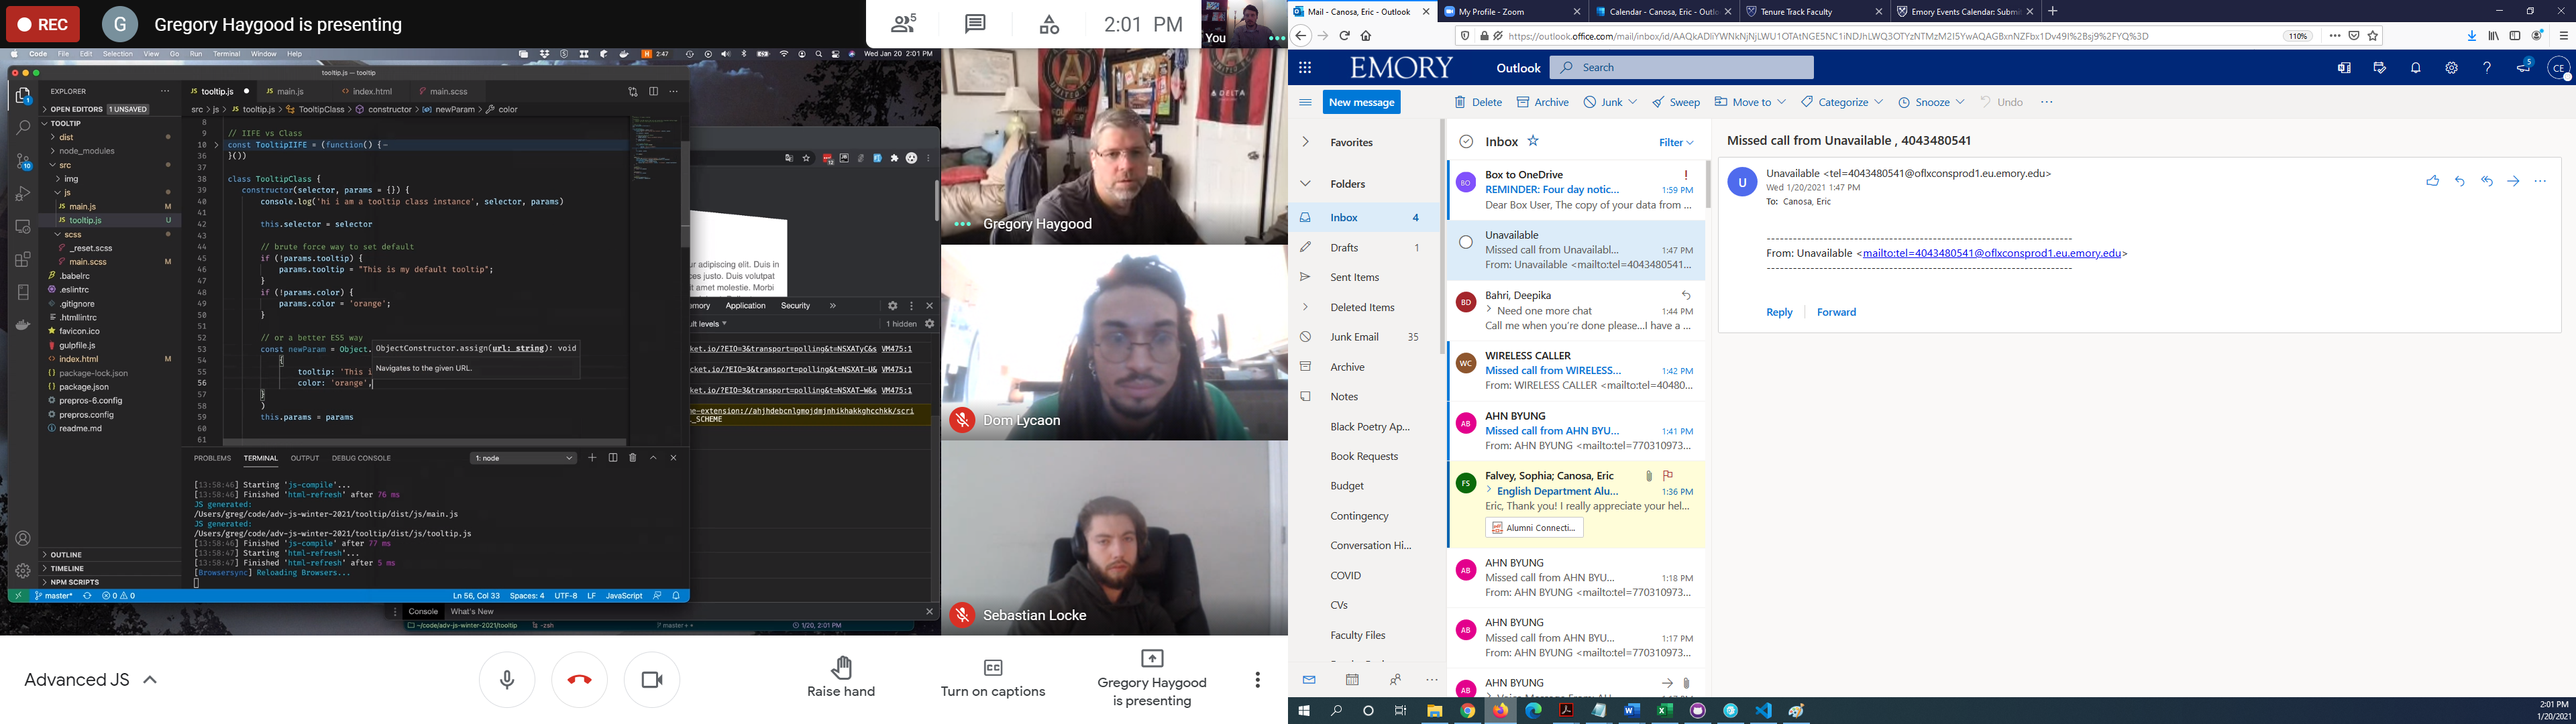 REC
G
Gregory Haygood is presenting
5
2:01 PM
You
Code File Edit Selection View Go Run Terminal Window Help
2:47
Wed Jan 20 2:01 PM
tooltip.js — tooltip
EXPLORER
OPEN EDITORS 1 UNSAVED
TOOLTIP
dist
node_modules
src
img
js
main.js M
tooltip.js U
scss
_reset.scss
main.scss M
.babelrc
.eslintrc
.gitignore
.htmllintrc
favicon.ico
gulpfile.js
index.html M
package-lock.json
package.json
prepros-6.config
prepros.config
readme.md
OUTLINE
TIMELINE
NPM SCRIPTS
tooltip.js main.js index.html main.scss
src > js > tooltip.js > TooltipClass > constructor > newParam > color
8
9 // IIFE vs Class
10 const TooltipIIFE = (function() {
36 }())
37
38 class TooltipClass {
39 constructor(selector, params = {}) {
40 console.log('hi i am a tooltip class instance', selector, params)
41
42 this.selector = selector
43
44 // brute force way to set default
45 if (!params.tooltip) {
46 params.tooltip = "This is my default tooltip";
47 }
48 if (!params.color) {
49 params.color = 'orange';
50 }
51
52 // or a better ES5 way
53 const newParam = Object.
54 {
55 tooltip: 'This i
56 color: 'orange',
57 }
58 )
59 this.params = params
60
61
ObjectConstructor.assign(url: string): void
Navigates to the given URL.
PROBLEMS TERMINAL OUTPUT DEBUG CONSOLE
1: node
[13:58:46] Starting 'js-compile'...
[13:58:46] Finished 'html-refresh' after 76 ms
JS generated:
/Users/greg/code/adv-js-winter-2021/tooltip/dist/js/main.js
JS generated:
/Users/greg/code/adv-js-winter-2021/tooltip/dist/js/tooltip.js
[13:58:46] Finished 'js-compile' after 77 ms
[13:58:47] Starting 'html-refresh'...
[13:58:47] Finished 'html-refresh' after 5 ms
[Browsersync] Reloading Browsers...
master* 0 0
Ln 56, Col 33 Spaces: 4 UTF-8 LF JavaScript
ur adipiscing elit. Duis in
ces justo. Duis volutpat
it amet molestie. Morbi
emory Application Security
ult levels
1 hidden
ket.io/?EIO=3&transport=polling&t=NSXATyC&s VM475:1
cket.io/?EIO=3&transport=polling&t=NSXAT-U& VM475:1
cket.io/?EIO=3&transport=polling&t=NSXAT-W&s VM475:1
_SCHEME
Console What's New
~/code/adv-js-winter-2021/tooltip -zsh master 1/20, 2:01 PM
Gregory Haygood
DELTA
Dom Lycaon
Sebastian Locke
Advanced JS
Raise hand
Turn on captions
Gregory Haygood
is presenting
Mail - Canosa, Eric - Outlook
My Profile - Zoom
Calendar - Canosa, Eric - Outlo
Tenure Track Faculty
Emory Events Calendar: Submi
110%
EMORY
Outlook
Search
5
CE
New message
Delete Archive Junk Sweep Move to Categorize Snooze Undo
Favorites
Folders
Inbox 4
Drafts 1
Sent Items
Deleted Items
Junk Email 35
Archive
Notes
Black Poetry Ap...
Book Requests
Budget
Contingency
Conversation Hi...
COVID
CVs
Faculty Files
Inbox
Filter
BO
Box to OneDrive
REMINDER: Four day notic... 1:59 PM
Dear Box User, The copy of your data from ...
Unavailable
Missed call from Unavailabl... 1:47 PM
From: Unavailable <mailto:tel=4043480541...
BD
Bahri, Deepika
Need one more chat 1:44 PM
Call me when you're done please...I have a ...
WC
WIRELESS CALLER
Missed call from WIRELESS... 1:42 PM
From: WIRELESS CALLER <mailto:tel=40480...
AB
AHN BYUNG
Missed call from AHN BYU... 1:41 PM
From: AHN BYUNG <mailto:tel=770310973...
FS
Falvey, Sophia; Canosa, Eric
English Department Alu... 1:36 PM
Eric, Thank you! I really appreciate your hel...
Alumni Connecti...
AB
AHN BYUNG
Missed call from AHN BYU... 1:18 PM
From: AHN BYUNG <mailto:tel=770310973...
AB
AHN BYUNG
Missed call from AHN BYU... 1:17 PM
From: AHN BYUNG <mailto:tel=770310973...
AB
AHN BYUNG
Missed call from Unavailable , 4043480541
U
Unavailable <tel=4043480541@oflxconsprod1.eu.emory.edu>
Wed 1/20/2021 1:47 PM
To: Canosa, Eric
From: Unavailable <mailto:tel=4043480541@oflxconsprod1.eu.emory.edu>
Reply Forward
2:01 PM
1/20/2021